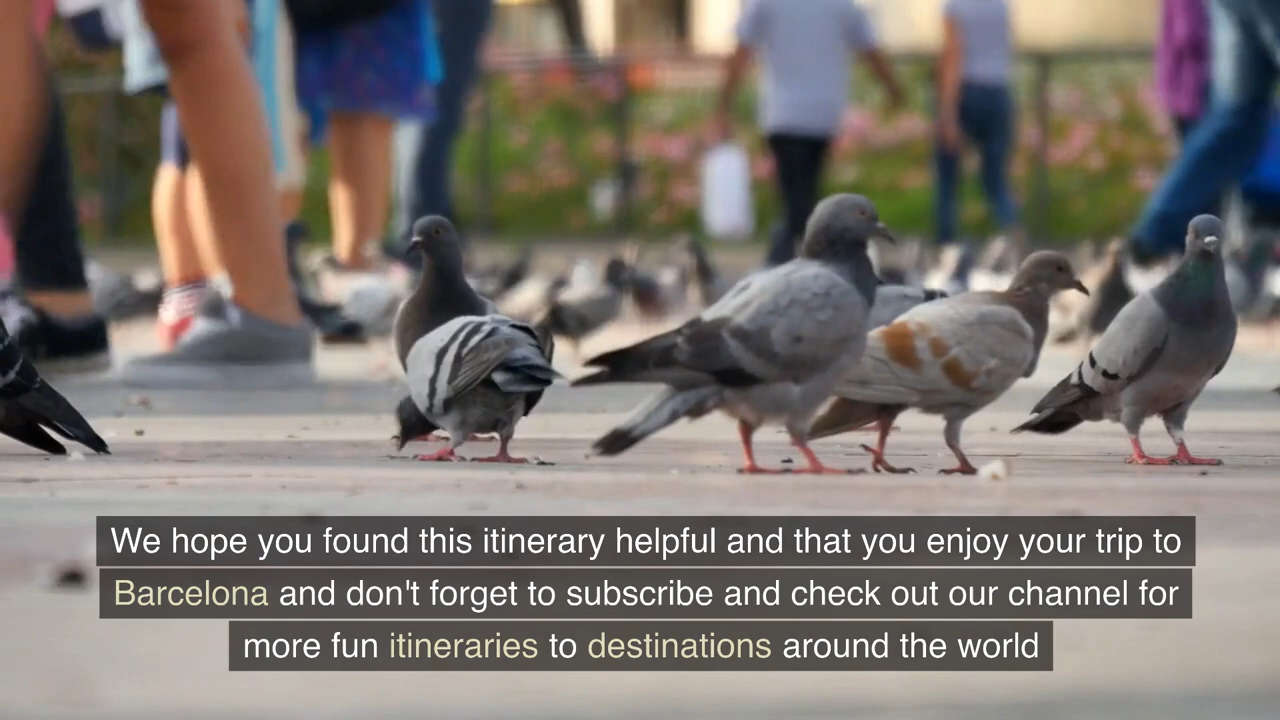 We hope you found this itinerary helpful and that you enjoy your trip to
Barcelona and don't forget to subscribe and check out our channel for
more fun itineraries to destinations around the world